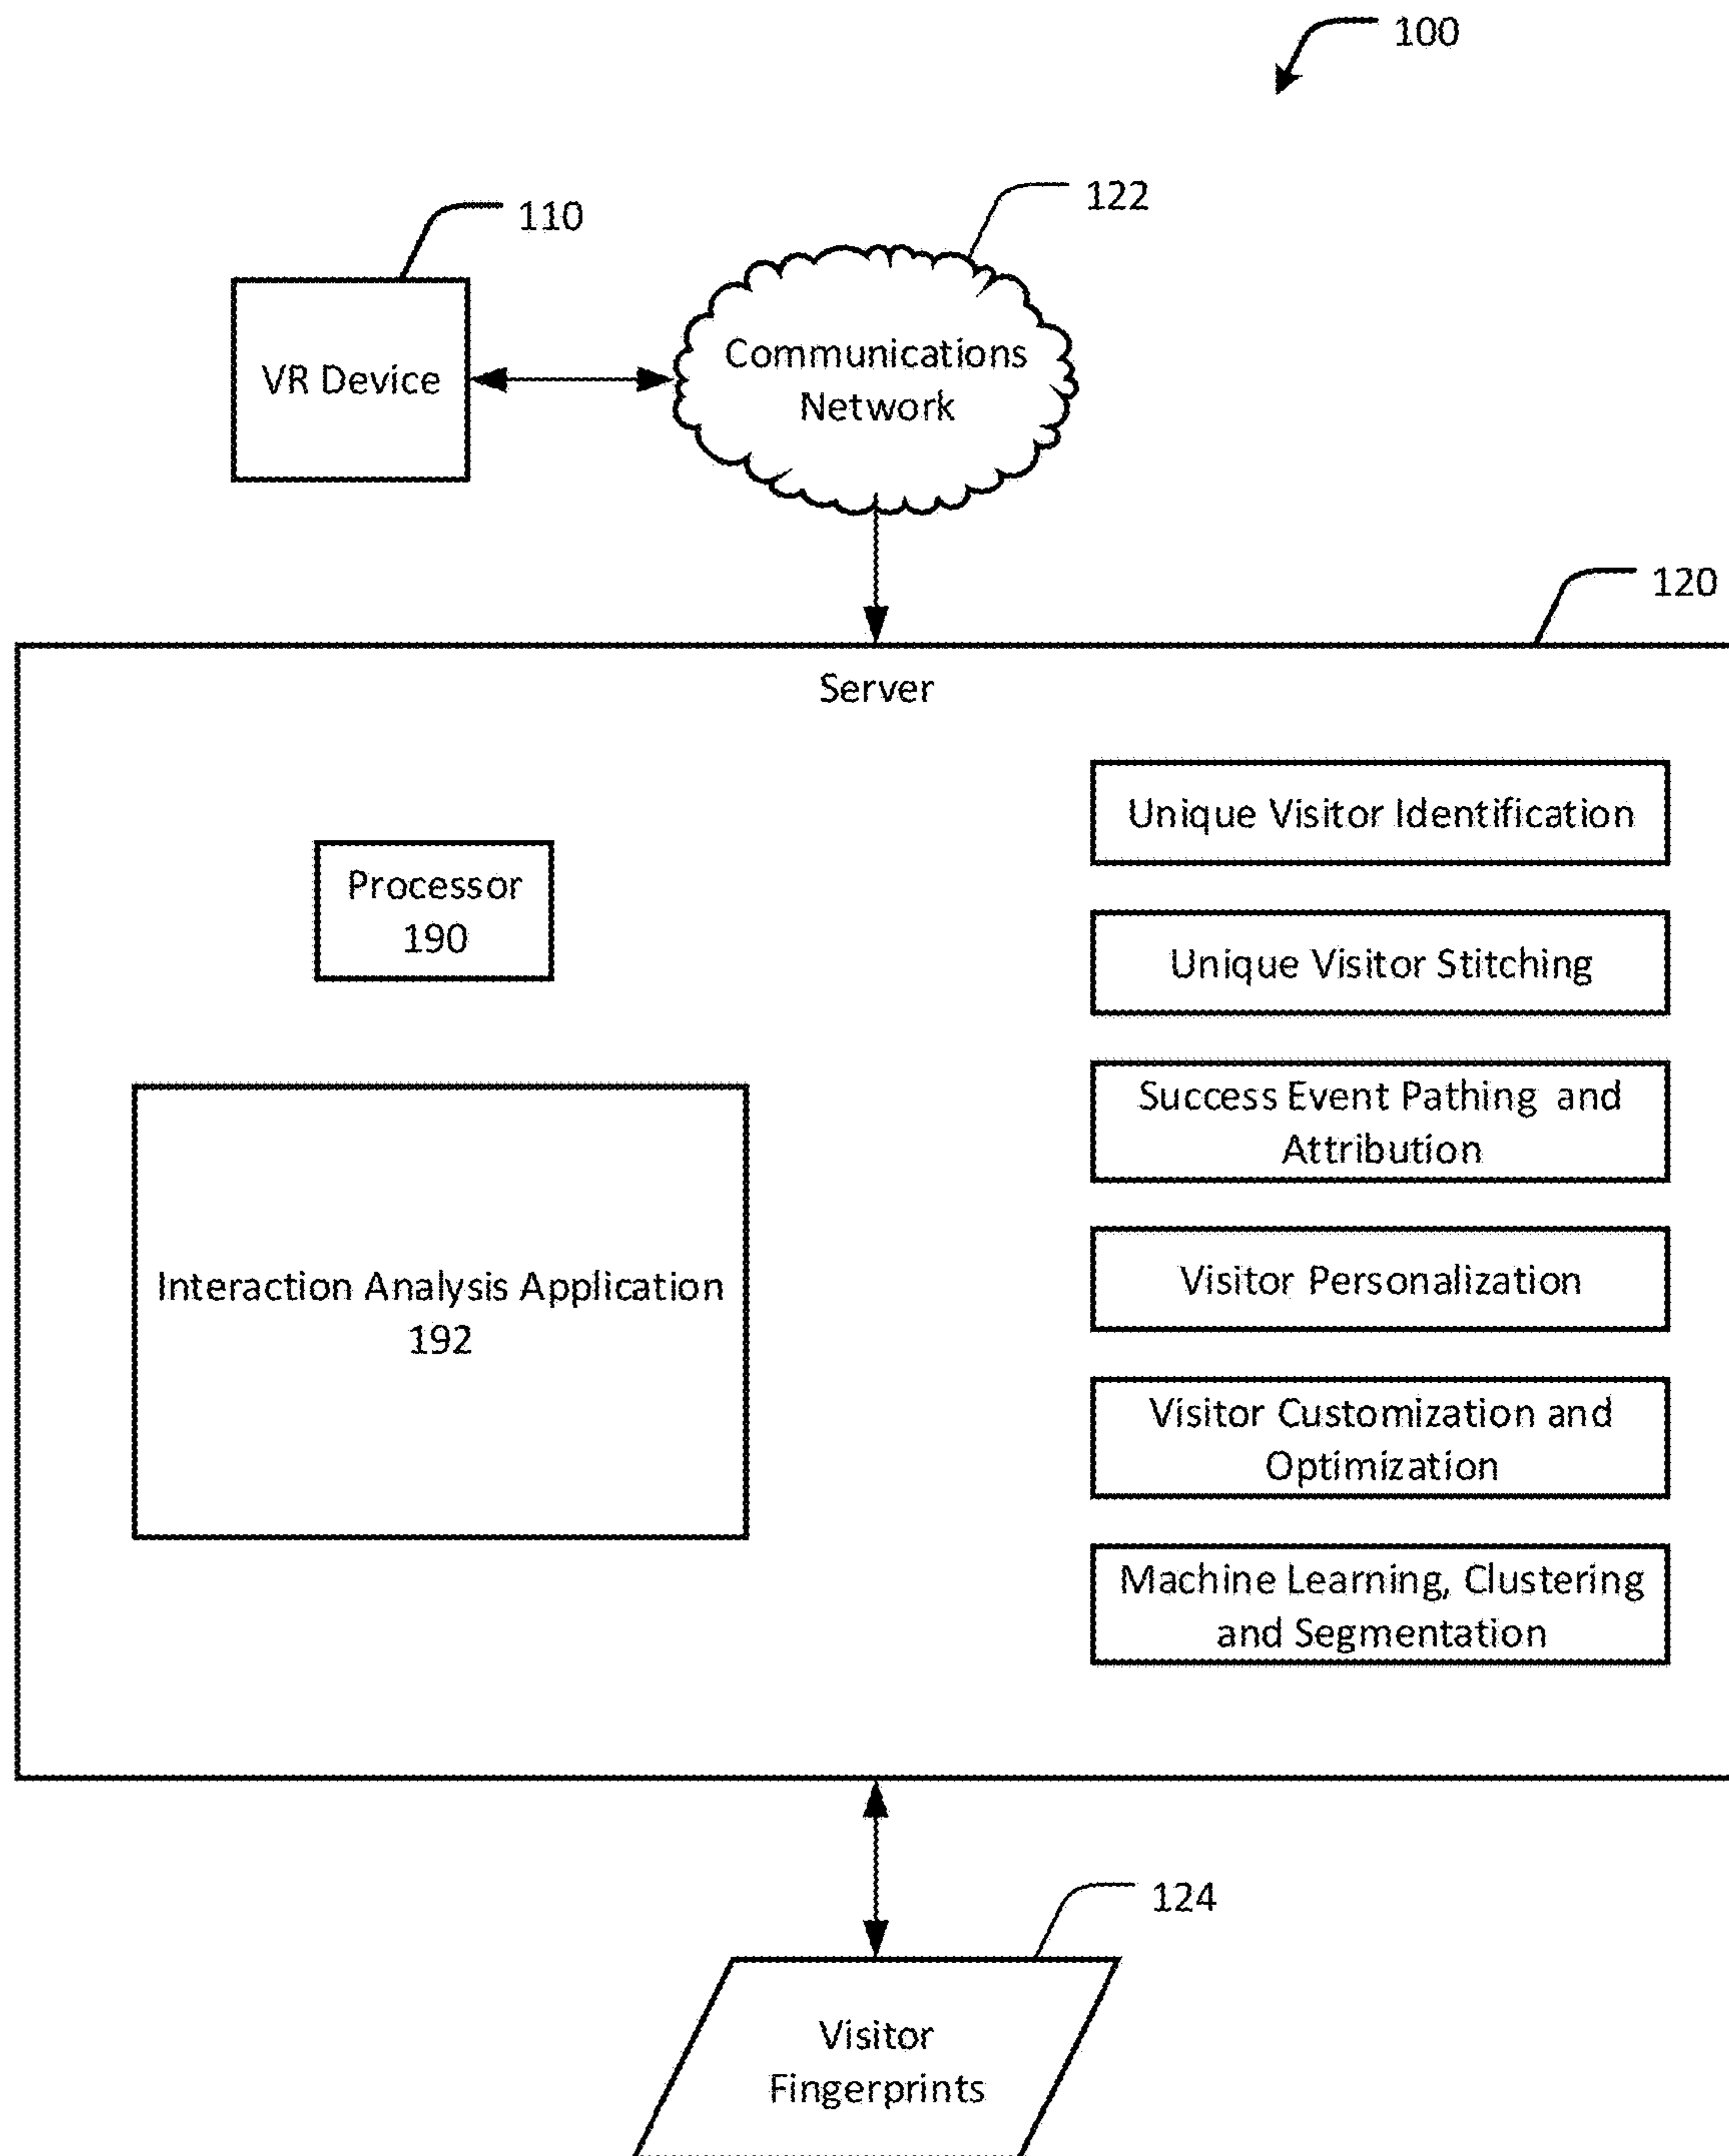 100
122
110
Communications
Network
VR Device
120
Server
Unique Visitor Identification
Processor
190
Unique Visitor Stitching
Success Event Pathing and
Attribution
Interaction Analysis Application
192
Visitor Personalization
Visitor Customization and
Optimization
Machine Learning, Clustering
and Segmentation
124
Visitor
Fingerprints